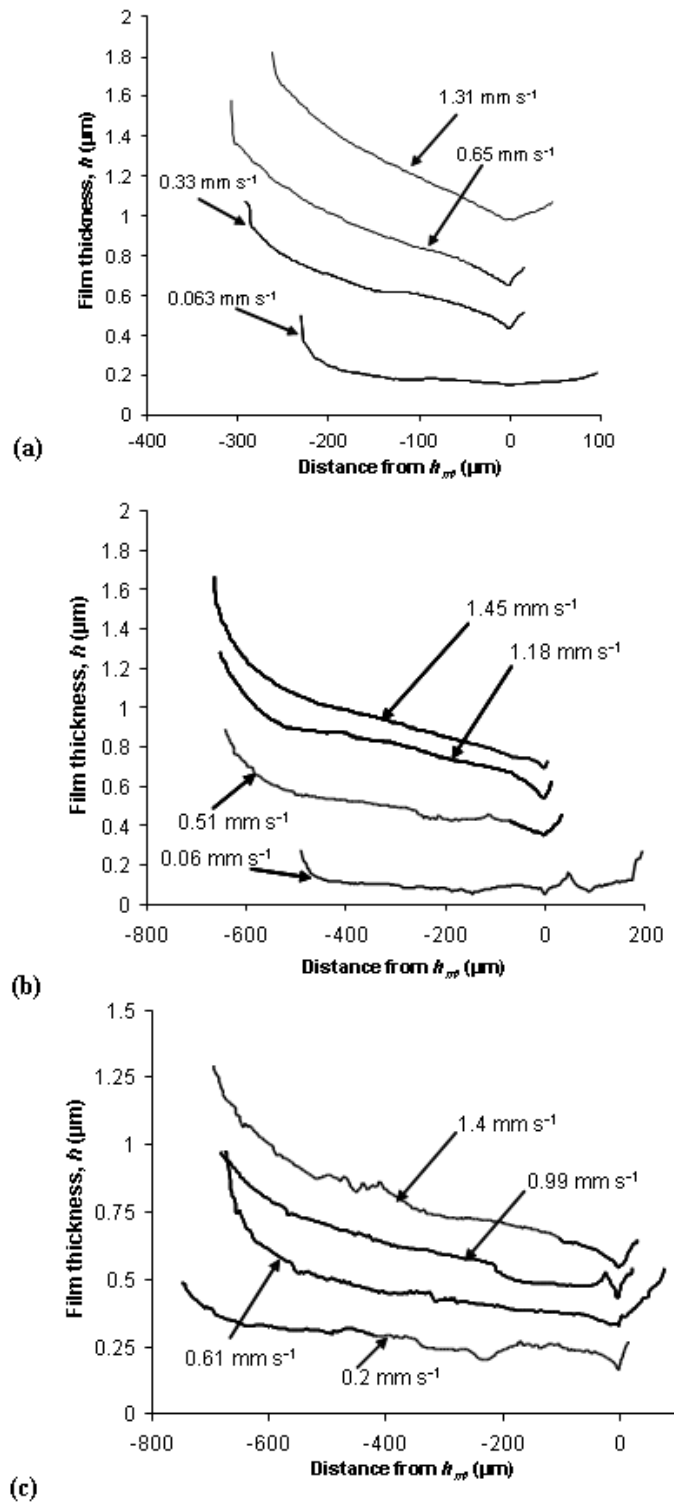 2
1.8
1.6
1.4
1.2
1
0.8
0.6
0.4
0.2
0
Film thickness, h (µm)
1.31 mm s⁻¹
0.65 mm s⁻¹
0.33 mm s⁻¹
0.063 mm s⁻¹
-400 -300 -200 -100 0 100
Distance from (µm)
(a)
2
1.8
1.6
1.4
1.2
1
0.8
0.6
0.4
0.2
0
Film thickness, h (µm)
1.45 mm s⁻¹
1.18 mm s⁻¹
0.51 mm s⁻¹
0.06 mm s⁻¹
-800 -600 -400 -200 0 200
Distance from (µm)
(b)
1.5
1.25
1
0.75
0.5
0.25
0
Film thickness, h (µm)
1.4 mm s⁻¹
0.99 mm s⁻¹
0.61 mm s⁻¹
0.2 mm s⁻¹
-800 -600 -400 -200 0
Distance from (µm)
(c)